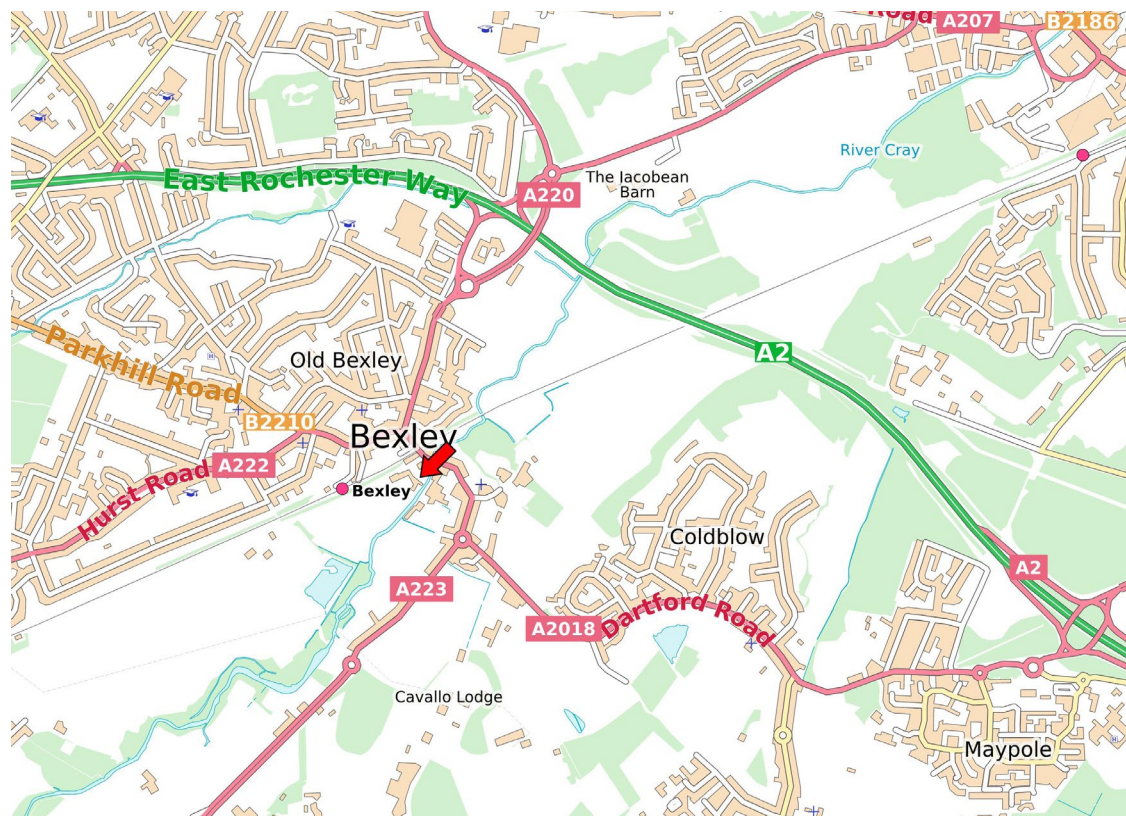 Road
A207
B2186
River Cray
East Rochester Way
A220
The Jacobean
Barn
Parkhill Road
Old Bexley
A2
B2210
Bexley
A222
Hurst Road
Bexley
Coldblow
A2
A223
Dartford Road
A2018
Cavallo Lodge
Maypole